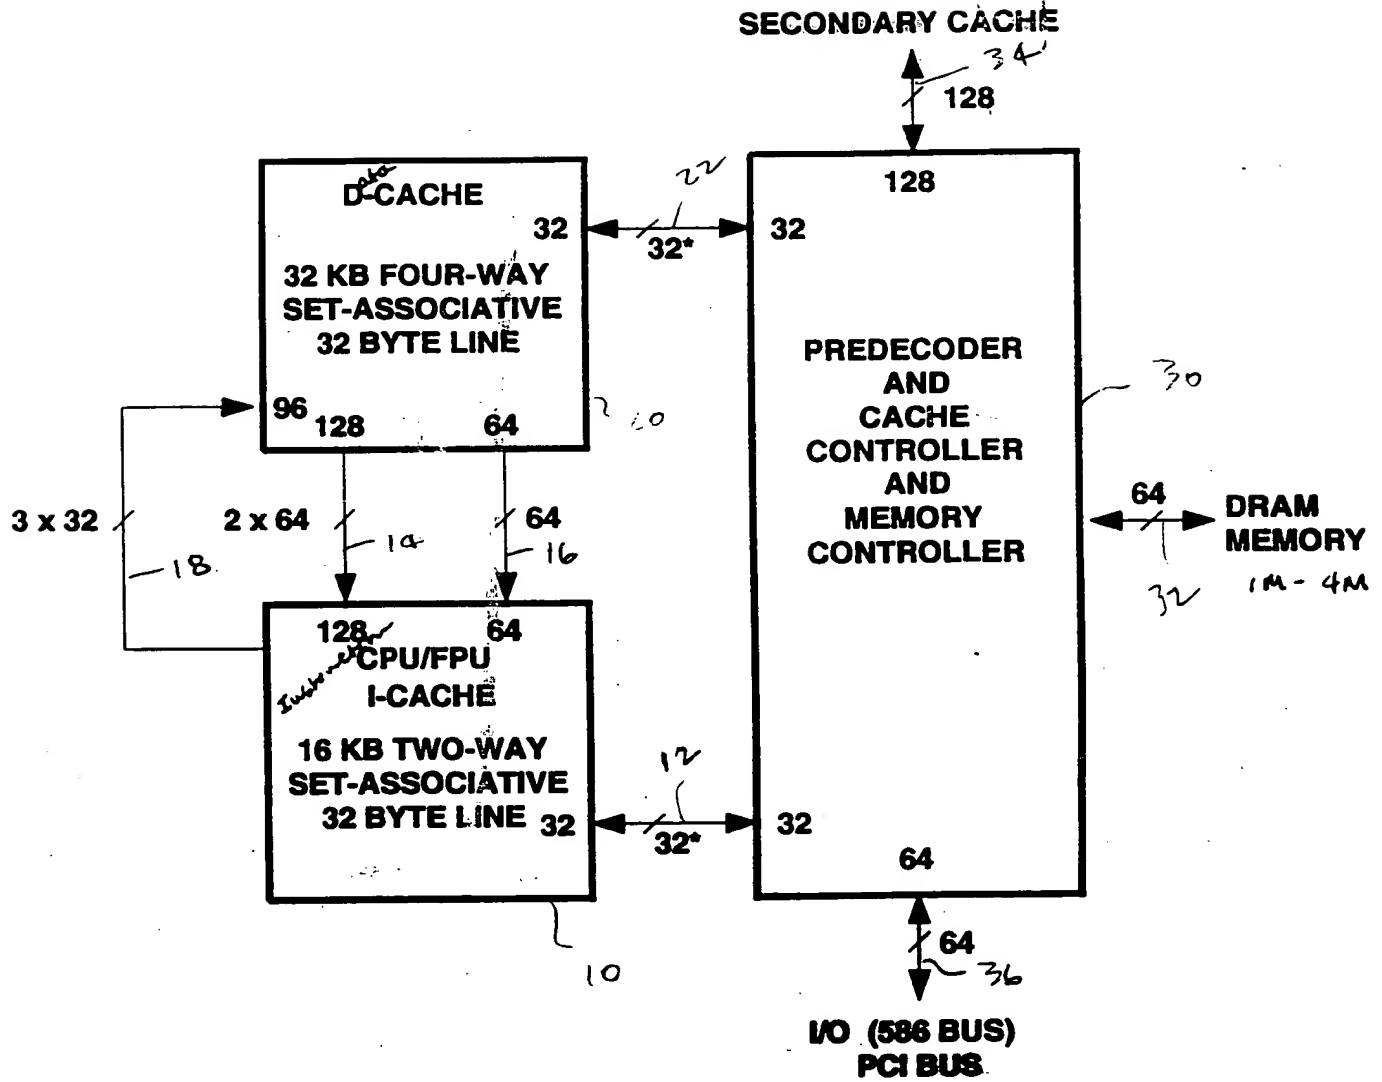 SECONDARY CACHE
34
128
D-CACHE
ata
32
22
32*
32
128
32 KB FOUR-WAY
SET-ASSOCIATIVE
32 BYTE LINE
96
128
64
PREDECODER
AND
CACHE
CONTROLLER
AND
MEMORY
CONTROLLER
30
3 x 32
18
2 x 64
14
64
16
64
32
DRAM
MEMORY
1M - 4M
128
64
Instruction
CPU/FPU
I-CACHE
16 KB TWO-WAY
SET-ASSOCIATIVE
32 BYTE LINE
32
12
32*
32
64
10
64
36
I/O (586 BUS)
PCI BUS